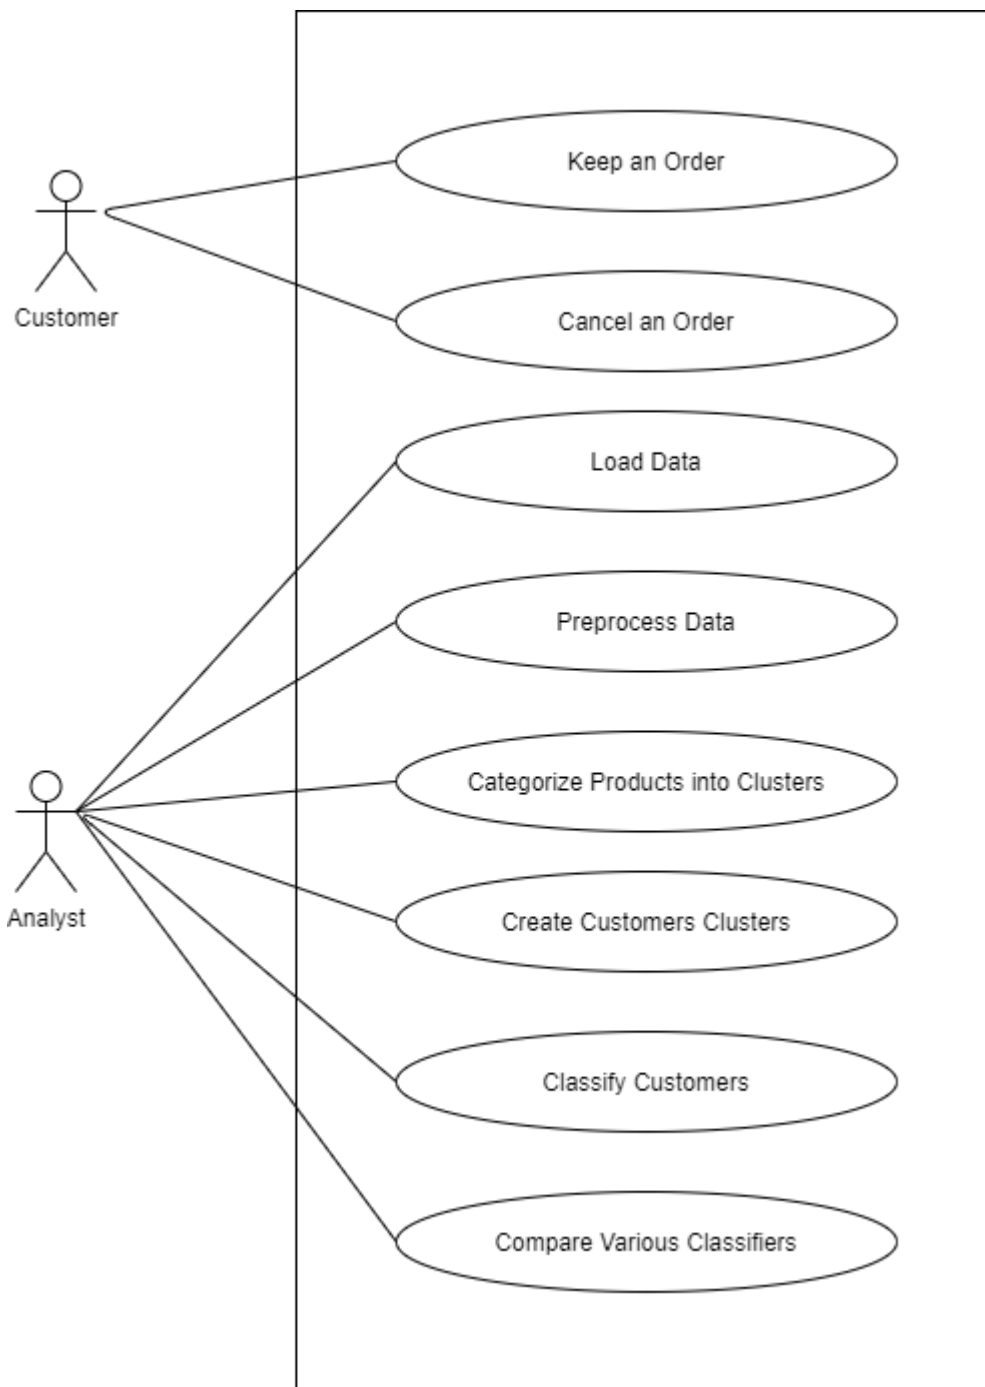 Keep an Order
Customer
Cancel an Order
Load Data
Preprocess Data
Categorize Products into Clusters
Analyst
Create Customers Clusters
Classify Customers
Compare Various Classifiers